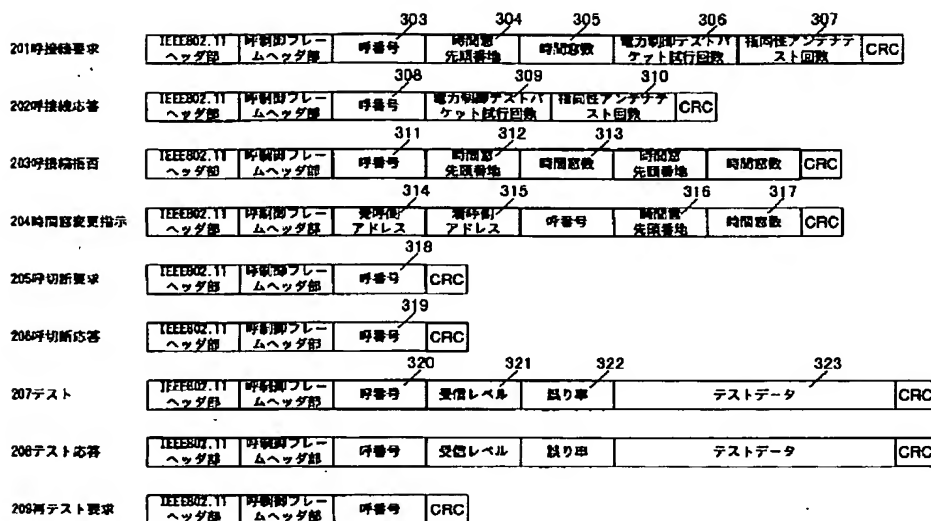 303 304 305 306 307
201呼接続要求 IEEE802.11ヘッダ部 呼制御フレームヘッダ部 呼番号 時間窓先頭番地 時間窓数 電力制御テストパケット試行回数 指向性アンテナテスト回数 CRC
308 309 310
202呼接続応答 IEEE802.11ヘッダ部 呼制御フレームヘッダ部 呼番号 電力制御テストパケット試行回数 指向性アンテナテスト回数 CRC
311 312 313
203呼接続拒否 IEEE802.11ヘッダ部 呼制御フレームヘッダ部 呼番号 時間窓先頭番地 時間窓数 時間窓先頭番地 時間窓数 CRC
314 315 316 317
204時間窓変更指示 IEEE802.11ヘッダ部 呼制御フレームヘッダ部 発呼側アドレス 着呼側アドレス 呼番号 時間窓先頭番地 時間窓数 CRC
318
205呼切断要求 IEEE802.11ヘッダ部 呼制御フレームヘッダ部 呼番号 CRC
319
206呼切断応答 IEEE802.11ヘッダ部 呼制御フレームヘッダ部 呼番号 CRC
320 321 322 323
207テスト IEEE802.11ヘッダ部 呼制御フレームヘッダ部 呼番号 受信レベル 誤り率 テストデータ CRC
208テスト応答 IEEE802.11ヘッダ部 呼制御フレームヘッダ部 呼番号 受信レベル 誤り率 テストデータ CRC
209再テスト要求 IEEE802.11ヘッダ部 呼制御フレームヘッダ部 呼番号 CRC